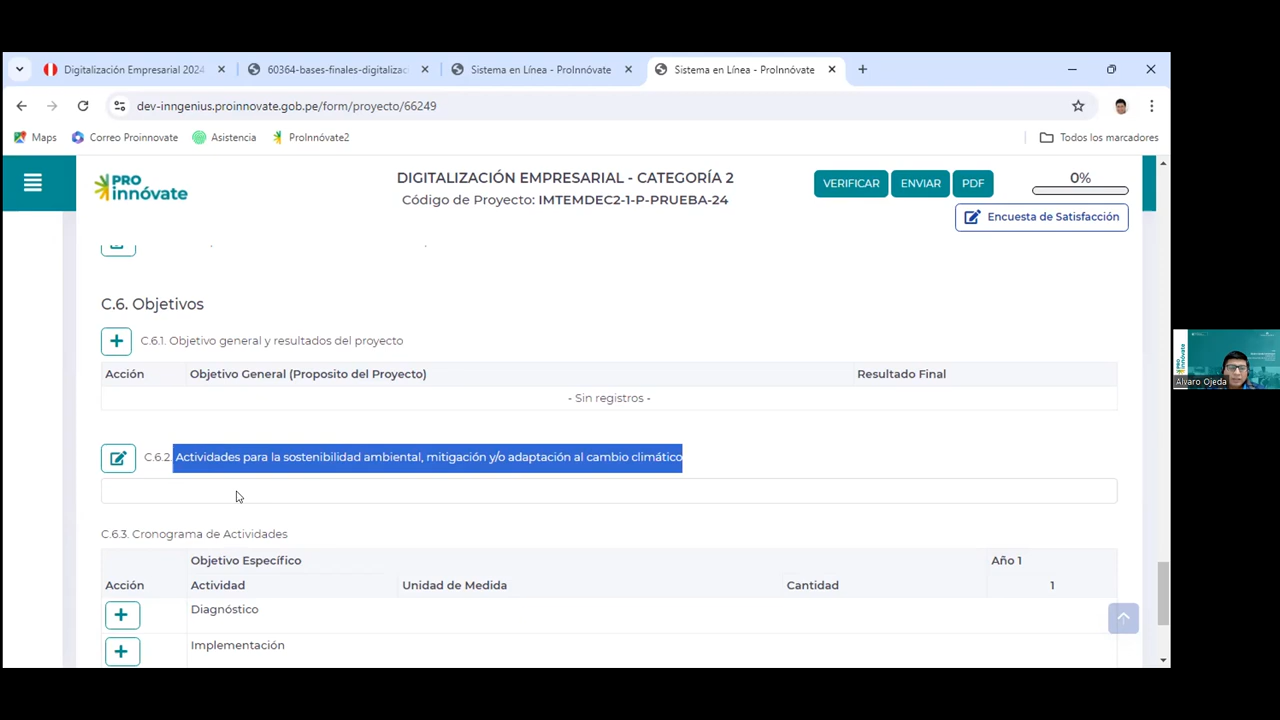 Digitalización Empresarial 2024
60364-bases-finales-digitalizac
Sistema en Línea - ProInnovate
Sistema en Línea - ProInnovate
dev-inngenius.proinnovate.gob.pe/form/proyecto/66249
Maps
Correo Proinnovate
Asistencia
ProInnóvate2
Todos los marcadores
PRO
innóvate
DIGITALIZACIÓN EMPRESARIAL - CATEGORÍA 2
Código de Proyecto: IMTEMDEC2-1-P-PRUEBA-24
VERIFICAR
ENVIAR
PDF
0%
Encuesta de Satisfacción
C.6. Objetivos
C.6.1. Objetivo general y resultados del proyecto
Acción Objetivo General (Proposito del Proyecto) Resultado Final
- Sin registros -
C.6.2. Actividades para la sostenibilidad ambiental, mitigación y/o adaptación al cambio climático
C.6.3. Cronograma de Actividades
Objetivo Específico Año 1
Acción Actividad Unidad de Medida Cantidad 1
Diagnóstico
Implementación
PRO
innóvate
Alvaro Ojeda